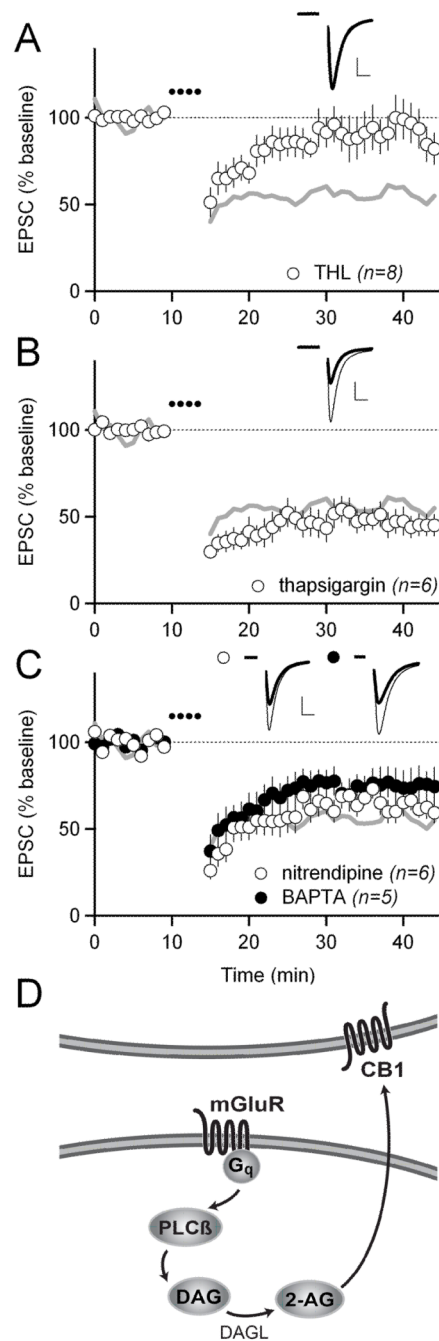 A
EPSC (% baseline)
100
50
0
THL (n=8)
0 10 20 30 40
B
EPSC (% baseline)
100
50
0
thapsigargin (n=6)
0 10 20 30 40
C
EPSC (% baseline)
100
50
0
nitrendipine (n=6)
BAPTA (n=5)
0 10 20 30 40
Time (min)
D
CB1
mGluR
Gq
PLCß
DAG
2-AG
DAGL